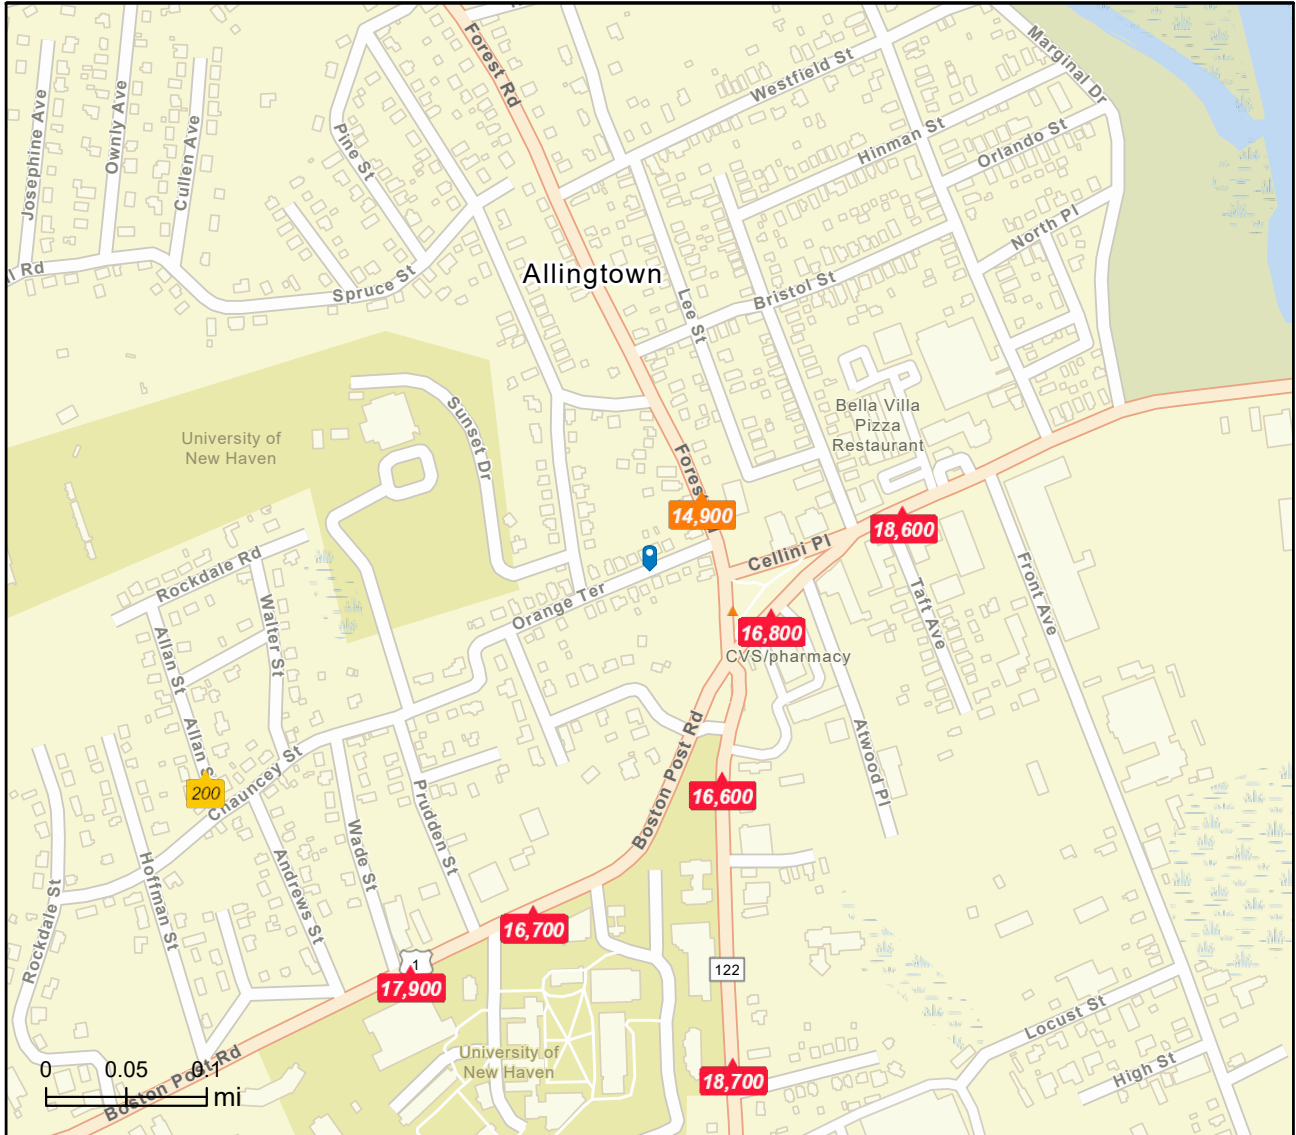 Forest Rd
Marginal Dr
Westfield St
Josephine Ave
Ownly Ave
Cullen Ave
Pine St
Hinman St
Orlando St
North Pl
l Rd
Spruce St
Allingtown
Lee St
Bristol St
Sunset Dr
Bella Villa
Pizza
Restaurant
University of
New Haven
Forest
14,900
18,600
Cellini Pl
Rockdale Rd
Orange Ter
Walter St
Allan St
Taft Ave
Front Ave
16,800
CVS/pharmacy
Allan S
200
Chauncey St
Boston Post Rd
Atwood Pl
16,600
Prudden St
Wade St
Andrews St
Hoffman St
Rockdale St
16,700
1
17,900
122
Locust St
High St
University of
New Haven
18,700
0 0.05 0.1
mi
Boston Post Rd